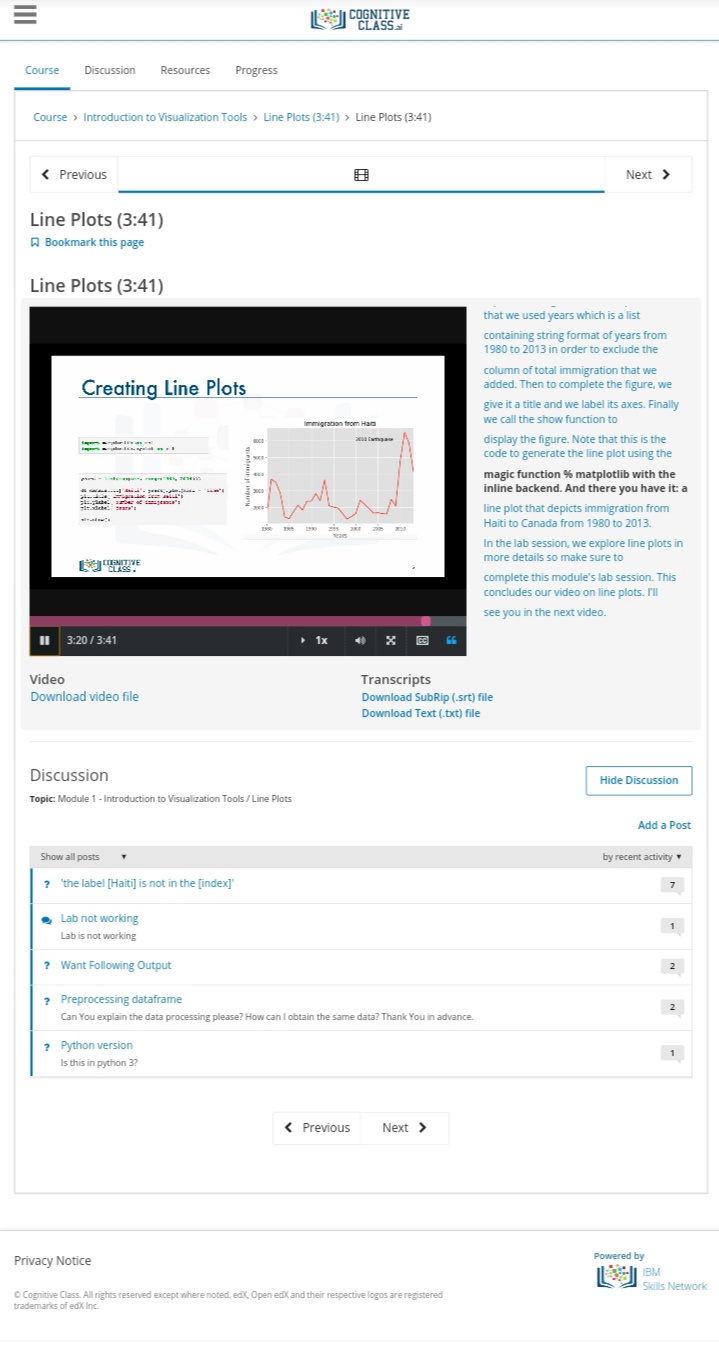 COGNITIVE
CLASS.ai
Course
Discussion
Resources
Progress
Course > Introduction to Visualization Tools > Line Plots (3:41) > Line Plots (3:41)
Previous
Next
Line Plots (3:41)
Bookmark this page
Line Plots (3:41)
that we used years which is a list
containing string format of years from
1980 to 2013 in order to exclude the
column of total immigration that we
added. Then to complete the figure, we
give it a title and we label its axes. Finally
we call the show function to
display the figure. Note that this is the
code to generate the line plot using the
magic function % matplotlib with the
inline backend. And there you have it: a
line plot that depicts immigration from
Haiti to Canada from 1980 to 2013.
In the lab session, we explore line plots in
more details so make sure to
complete this module's lab session. This
concludes our video on line plots. I'll
see you in the next video.
Creating Line Plots
Immigration from Haiti
2010 Earthquake
Number of Immigrants
Years
COGNITIVE
CLASS
3:20 / 3:41
1x
CC
Video
Download video file
Transcripts
Download SubRip (.srt) file
Download Text (.txt) file
Discussion
Hide Discussion
Topic: Module 1 - Introduction to Visualization Tools / Line Plots
Add a Post
Show all posts
by recent activity
? 'the label [Haiti] is not in the [index]' 7
Lab not working 1
Lab is not working
? Want Following Output 2
? Preprocessing dataframe 2
Can You explain the data processing please? How can I obtain the same data? Thank You in advance.
? Python version 1
Is this in python 3?
Previous
Next
Privacy Notice
Powered by
IBM
Skills Network
© Cognitive Class. All rights reserved except where noted. edX, Open edX and their respective logos are registered
trademarks of edX Inc.